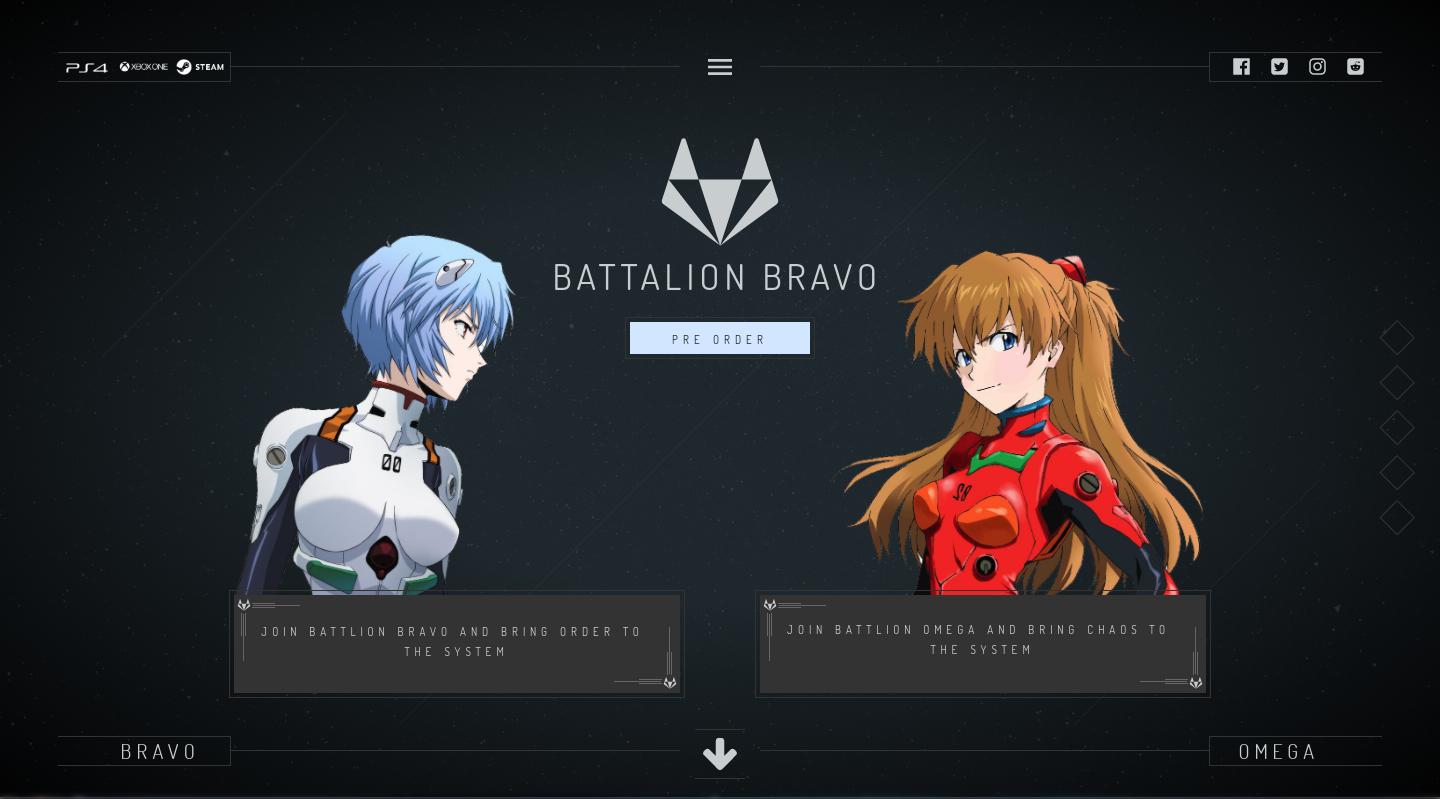 PS4 XBOX ONE STEAM
BATTALION BRAVO
PRE ORDER
00
JOIN BATTLION BRAVO AND BRING ORDER TO
THE SYSTEM
JOIN BATTLION OMEGA AND BRING CHAOS TO
THE SYSTEM
BRAVO
OMEGA